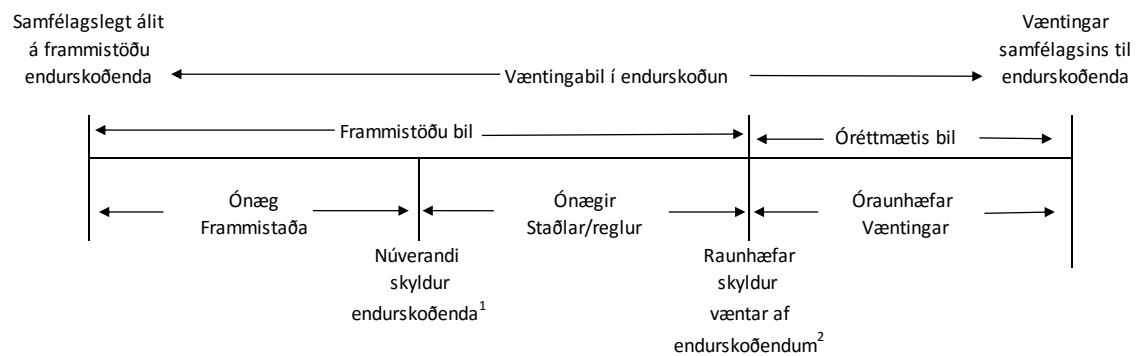 Samfélagslegt álit
á frammistöðu
endurskoðenda
Væntingabil í endurskoðun
Væntingar
samfélagsins til
endurskoðenda
Frammistöðu bil
Óréttmætis bil
Ónæg
Frammistaða
Ónægir
Staðlar/reglur
Óraunhæfar
Væntingar
Núverandi
skyldur
endurskoðenda¹
Raunhæfar
skyldur
væntar af
endurskoðendum²